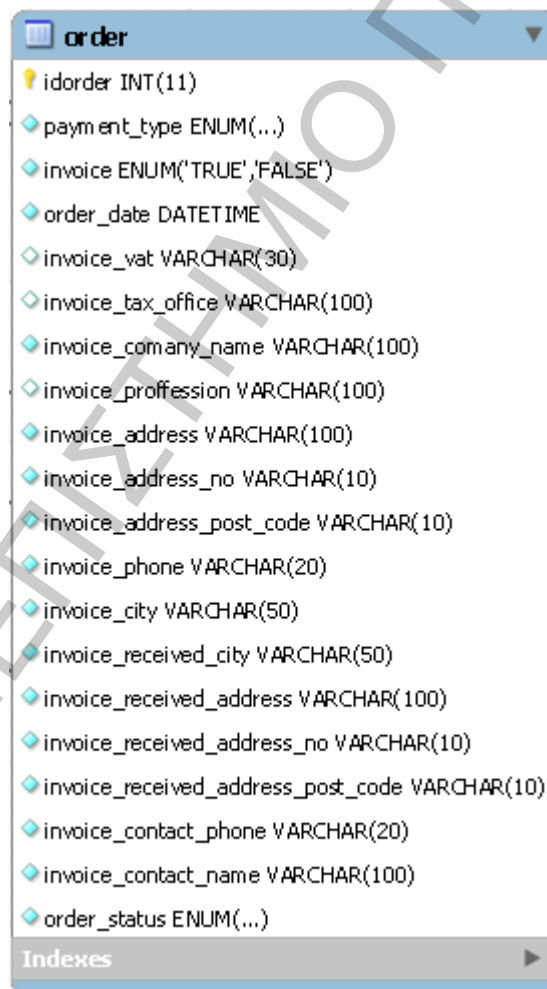 order
idorder INT(11)
payment_type ENUM(...)
invoice ENUM('TRUE','FALSE')
order_date DATETIME
invoice_vat VARCHAR(30)
invoice_tax_office VARCHAR(100)
invoice_comany_name VARCHAR(100)
invoice_proffession VARCHAR(100)
invoice_address VARCHAR(100)
invoice_address_no VARCHAR(10)
invoice_address_post_code VARCHAR(10)
invoice_phone VARCHAR(20)
invoice_city VARCHAR(50)
invoice_received_city VARCHAR(50)
invoice_received_address VARCHAR(100)
invoice_received_address_no VARCHAR(10)
invoice_received_address_post_code VARCHAR(10)
invoice_contact_phone VARCHAR(20)
invoice_contact_name VARCHAR(100)
order_status ENUM(...)
Indexes